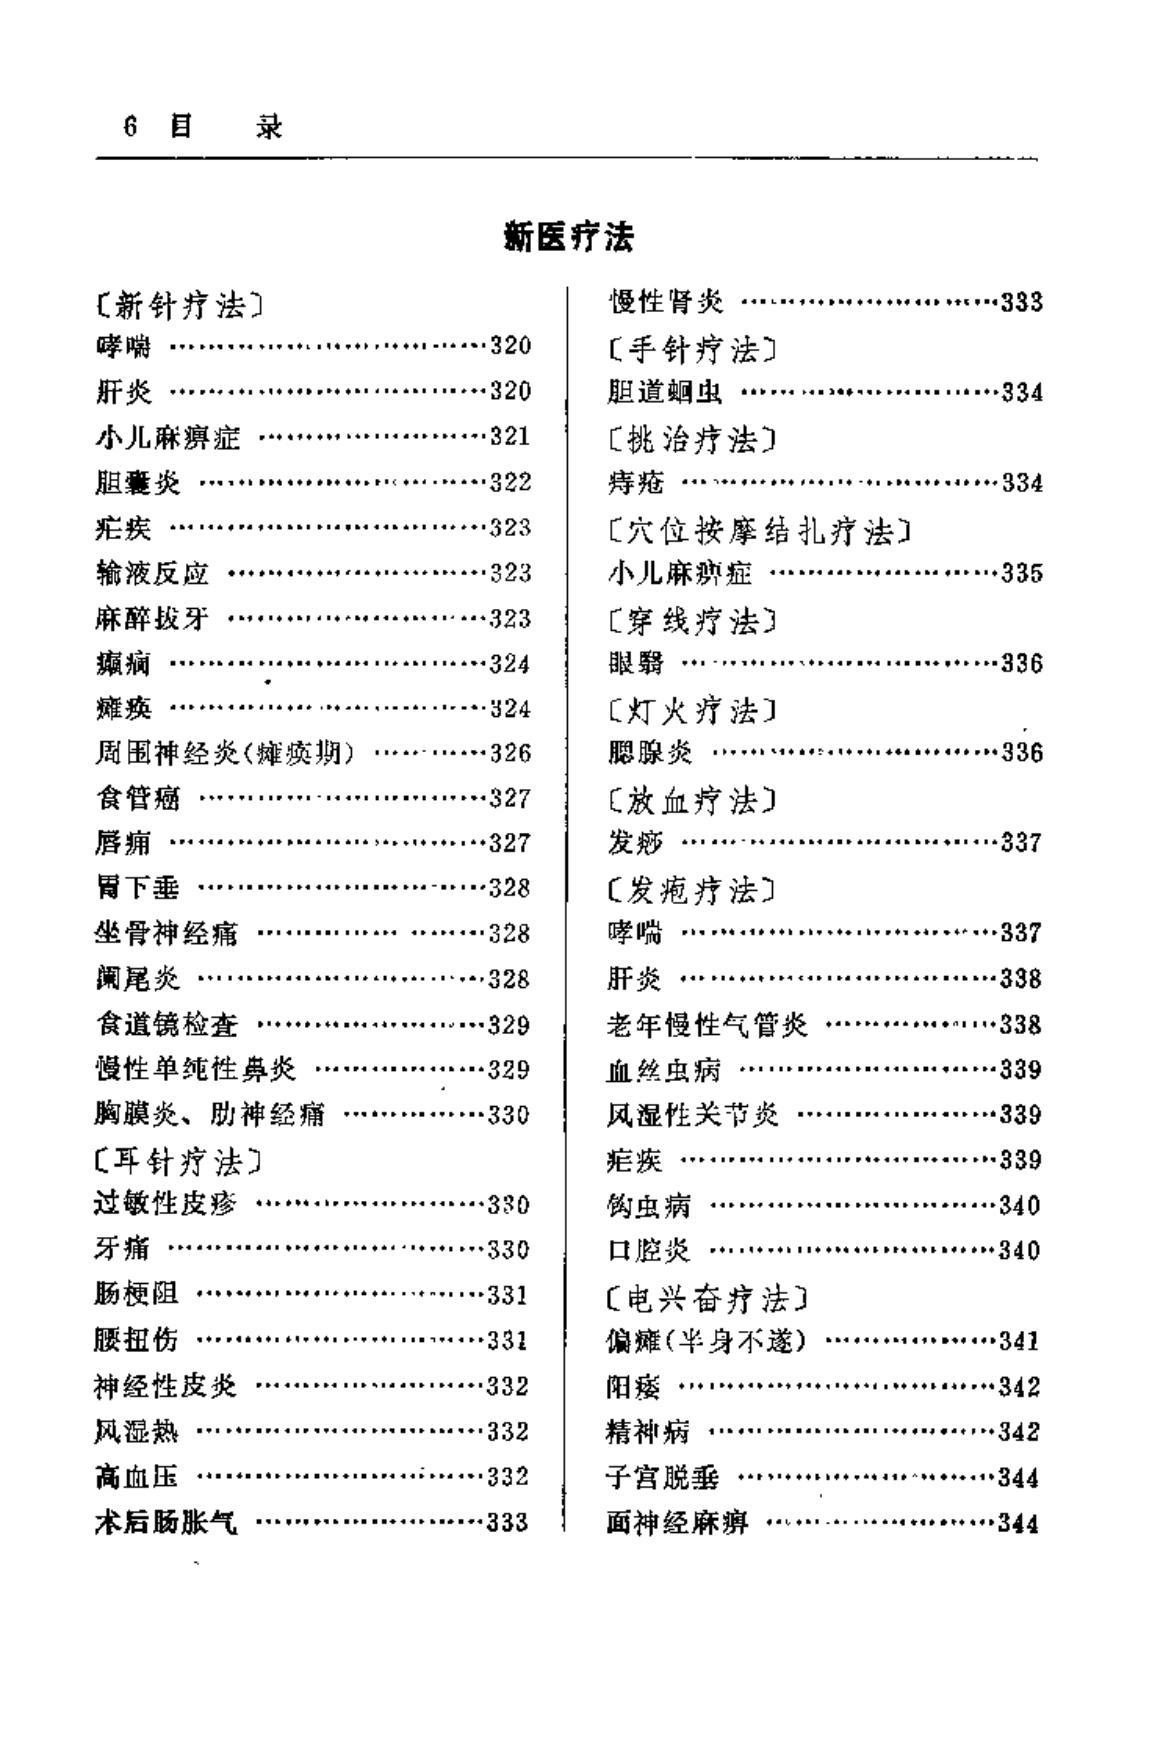 6 目 录
新医疗法
〔新针疗法〕
哮喘 ……………………………320
肝炎 ……………………………320
小儿麻痹症 ……………………321
胆囊炎 …………………………322
疟疾 ……………………………323
输液反应 ………………………323
麻醉拔牙 ………………………323
癫痫 ……………………………324
瘫痪 ……………………………324
周围神经炎(瘫痪期) …………326
食管癌 …………………………327
唇痈 ……………………………327
胃下垂 …………………………328
坐骨神经痛 ……………………328
阑尾炎 …………………………328
食道镜检查 ……………………329
慢性单纯性鼻炎 ………………329
胸膜炎、肋神经痛 ……………330
〔耳针疗法〕
过敏性皮疹 ……………………330
牙痛 ……………………………330
肠梗阻 …………………………331
腰扭伤 …………………………331
神经性皮炎 ……………………332
风湿热 …………………………332
高血压 …………………………332
术后肠胀气 ……………………333
慢性肾炎 ………………………333
〔手针疗法〕
胆道蛔虫 ………………………334
〔挑治疗法〕
痔疮 ……………………………334
〔穴位按摩结扎疗法〕
小儿麻痹症 ……………………335
〔穿线疗法〕
眼翳 ……………………………336
〔灯火疗法〕
腮腺炎 …………………………336
〔放血疗法〕
发痧 ……………………………337
〔发疱疗法〕
哮喘 ……………………………337
肝炎 ……………………………338
老年慢性气管炎 ………………338
血丝虫病 ………………………339
风湿性关节炎 …………………339
疟疾 ……………………………339
钩虫病 …………………………340
口腔炎 …………………………340
〔电兴奋疗法〕
偏瘫(半身不遂) ………………341
阳痿 ……………………………342
精神病 …………………………342
子宫脱垂 ………………………344
面神经麻痹 ……………………344